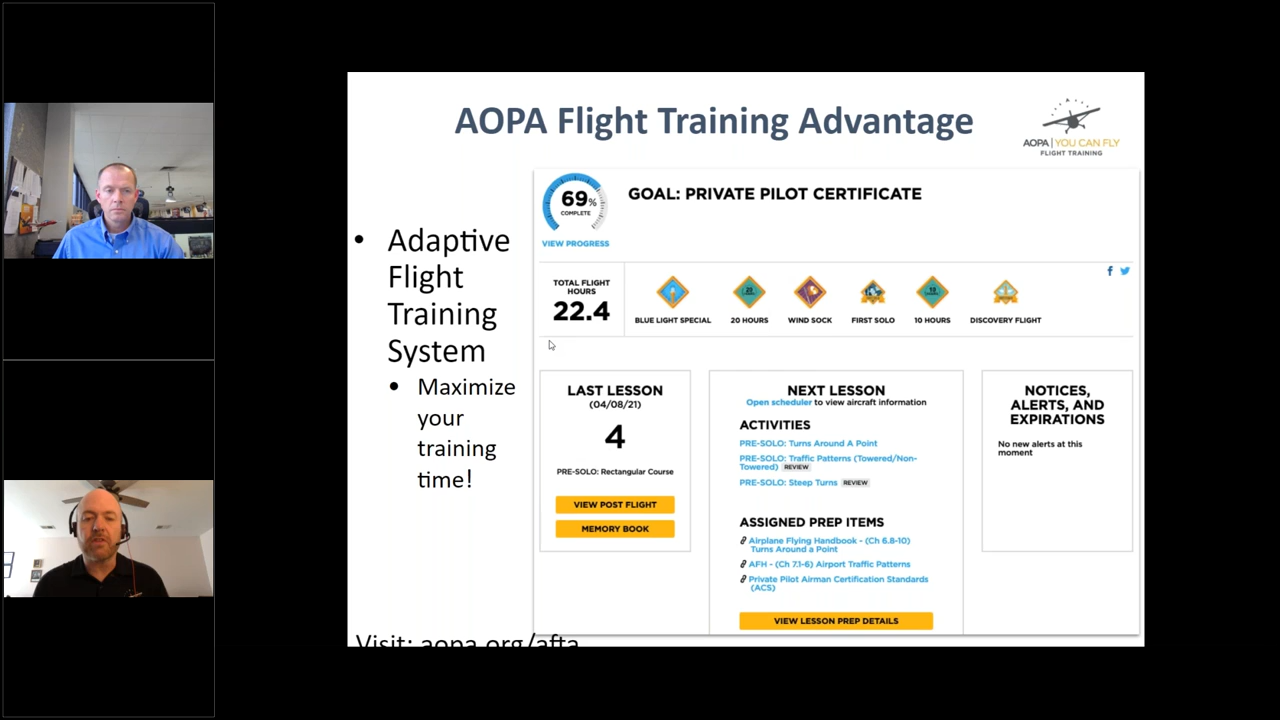 AOPA Flight Training Advantage
AOPA | YOU CAN FLY
FLIGHT TRAINING
• Adaptive
Flight
Training
System
• Maximize
your
training
time!
69%
COMPLETE
VIEW PROGRESS
GOAL: PRIVATE PILOT CERTIFICATE
TOTAL FLIGHT
HOURS
22.4
BLUE LIGHT SPECIAL
20
20 HOURS
WIND SOCK
FIRST SOLO
10
10 HOURS
DISCOVERY FLIGHT
LAST LESSON
(04/08/21)
4
PRE-SOLO: Rectangular Course
VIEW POST FLIGHT
MEMORY BOOK
NEXT LESSON
Open scheduler to view aircraft information
ACTIVITIES
PRE-SOLO: Turns Around A Point
PRE-SOLO: Traffic Patterns (Towered/Non-
Towered) REVIEW
PRE-SOLO: Steep Turns REVIEW
ASSIGNED PREP ITEMS
Airplane Flying Handbook - (Ch 6.8-10)
Turns Around a Point
AFH - (Ch 7.1-6) Airport Traffic Patterns
Private Pilot Airman Certification Standards
(ACS)
VIEW LESSON PREP DETAILS
NOTICES,
ALERTS, AND
EXPIRATIONS
No new alerts at this
moment
Visit: aopa.org/afta